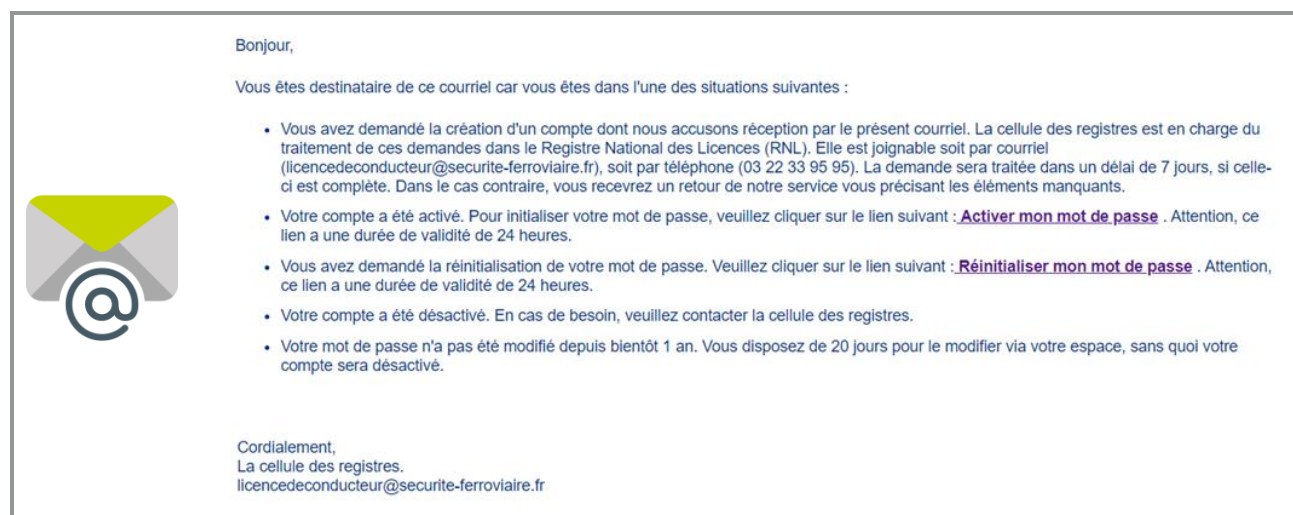 Bonjour,
Vous êtes destinataire de ce courriel car vous êtes dans l'une des situations suivantes :
• Vous avez demandé la création d'un compte dont nous accusons réception par le présent courriel. La cellule des registres est en charge du
traitement de ces demandes dans le Registre National des Licences (RNL). Elle est joignable soit par courriel
(licencedeconducteur@securite-ferroviaire.fr), soit par téléphone (03 22 33 95 95). La demande sera traitée dans un délai de 7 jours, si celle-
ci est complète. Dans le cas contraire, vous recevrez un retour de notre service vous précisant les éléments manquants.
• Votre compte a été activé. Pour initialiser votre mot de passe, veuillez cliquer sur le lien suivant : Activer mon mot de passe . Attention, ce
lien a une durée de validité de 24 heures.
• Vous avez demandé la réinitialisation de votre mot de passe. Veuillez cliquer sur le lien suivant : Réinitialiser mon mot de passe . Attention,
ce lien a une durée de validité de 24 heures.
• Votre compte a été désactivé. En cas de besoin, veuillez contacter la cellule des registres.
• Votre mot de passe n'a pas été modifié depuis bientôt 1 an. Vous disposez de 20 jours pour le modifier via votre espace, sans quoi votre
compte sera désactivé.
Cordialement,
La cellule des registres.
licencedeconducteur@securite-ferroviaire.fr
@